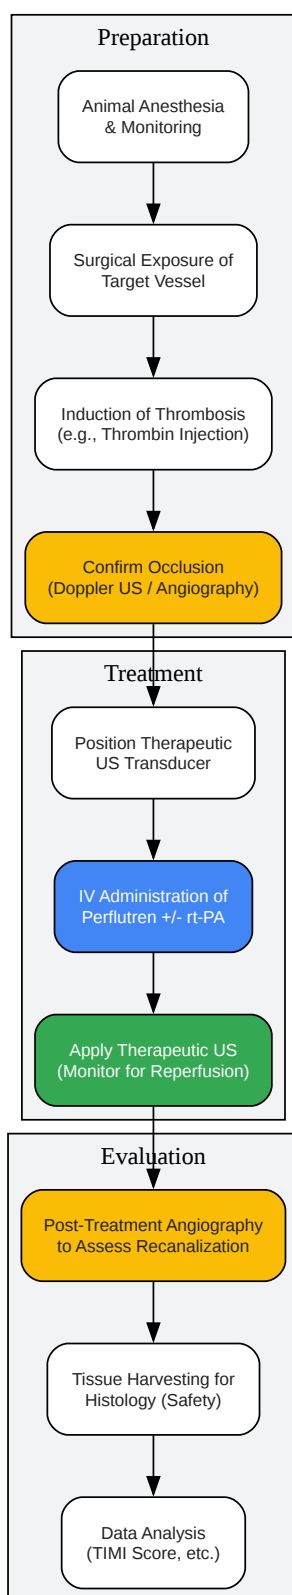 Preparation
Animal Anesthesia
& Monitoring
Surgical Exposure of
Target Vessel
Induction of Thrombosis
(e.g., Thrombin Injection)
Confirm Occlusion
(Doppler US / Angiography)
Treatment
Position Therapeutic
US Transducer
IV Administration of
Perflutren +/- rt-PA
Apply Therapeutic US
(Monitor for Reperfusion)
Evaluation
Post-Treatment Angiography
to Assess Recanalization
Tissue Harvesting for
Histology (Safety)
Data Analysis
(TIMI Score, etc.)